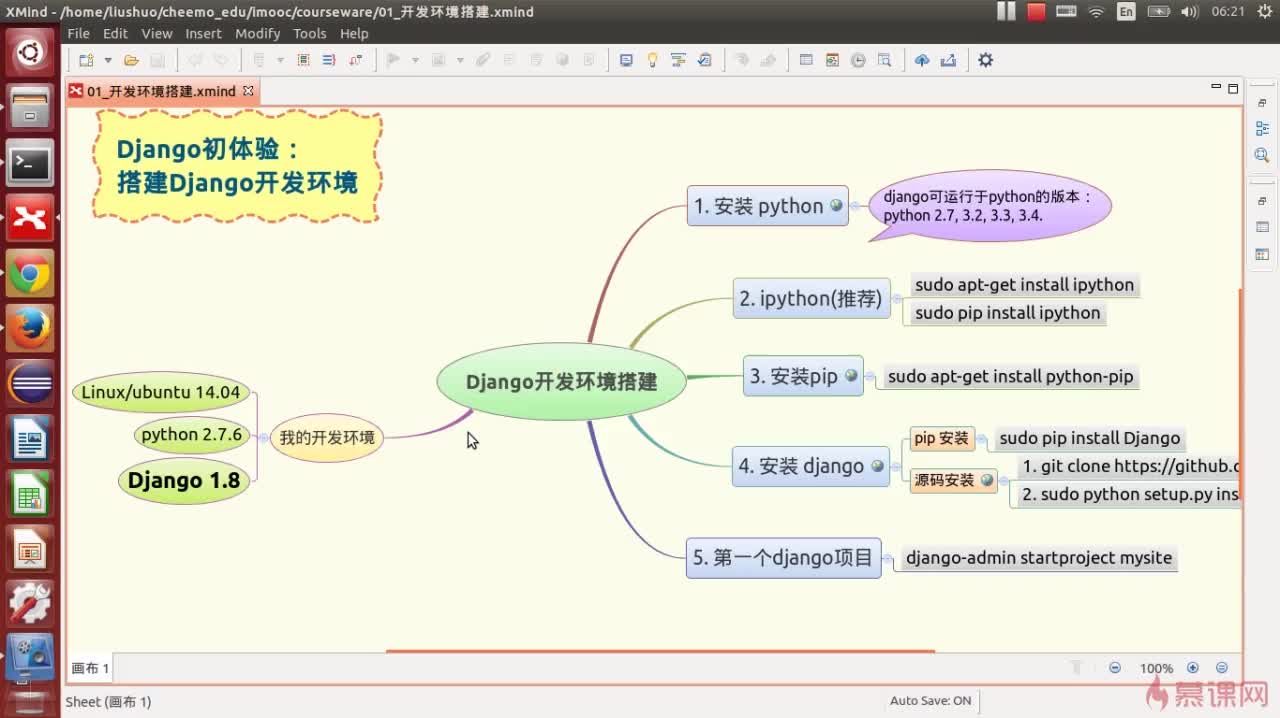 XMind - /home/liushuo/cheemo_edu/imooc/courseware/01_开发环境搭建.xmind
En
06:21
File Edit View Insert Modify Tools Help
01_开发环境搭建.xmind
Django初体验：
搭建Django开发环境
1. 安装 python
django可运行于python的版本：
python 2.7, 3.2, 3.3, 3.4.
2. ipython(推荐)
sudo apt-get install ipython
sudo pip install ipython
Django开发环境搭建
3. 安装pip
sudo apt-get install python-pip
Linux/ubuntu 14.04
python 2.7.6
Django 1.8
我的开发环境
4. 安装 django
pip 安装
sudo pip install Django
源码安装
1. git clone https://github.c
2. sudo python setup.py ins
5. 第一个django项目
django-admin startproject mysite
画布 1
100%
Sheet (画布 1)
Auto Save: ON
慕课网